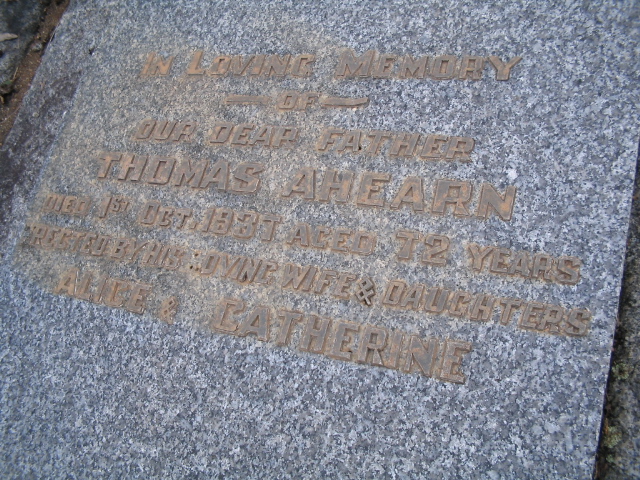 IN LOVING MEMORY
OF
OUR DEAR FATHER
THOMAS AHEARN
DIED 1ST OCT. 1937 AGED 72 YEARS
ERECTED BY HIS LOVING WIFE & DAUGHTERS
ALICE & CATHERINE